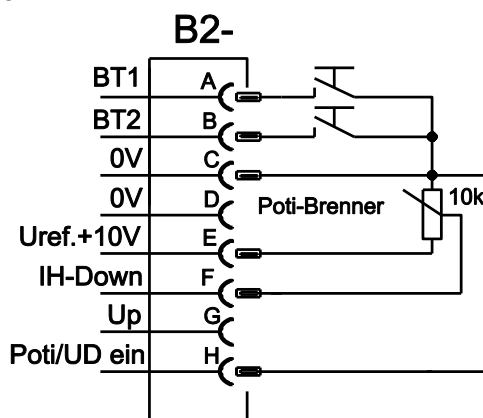 B2-
BT1 A
BT2 B
0V C
0V D Poti-Brenner 10k
Uref.+10V E
IH-Down F
Up G
Poti/UD ein H